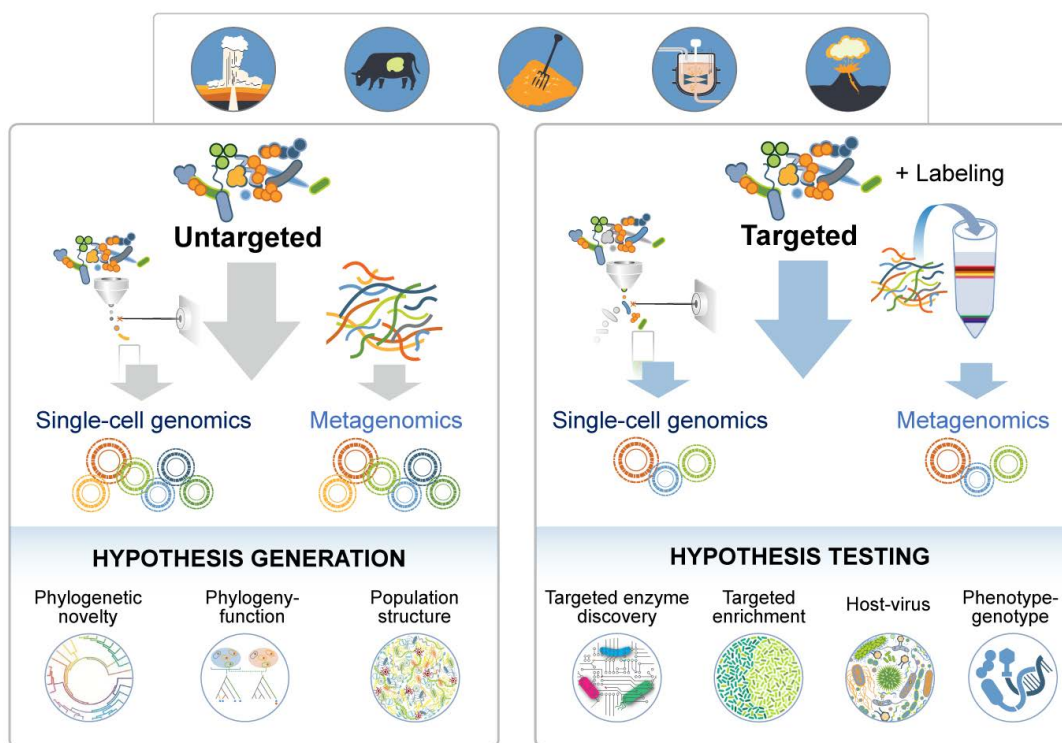 Untargeted
Single-cell genomics
Metagenomics
HYPOTHESIS GENERATION
Phylogenetic
novelty
Phylogeny-
function
Population
structure
+ Labeling
Targeted
Single-cell genomics
Metagenomics
HYPOTHESIS TESTING
Targeted enzyme
discovery
Targeted
enrichment
Host-virus
Phenotype-
genotype